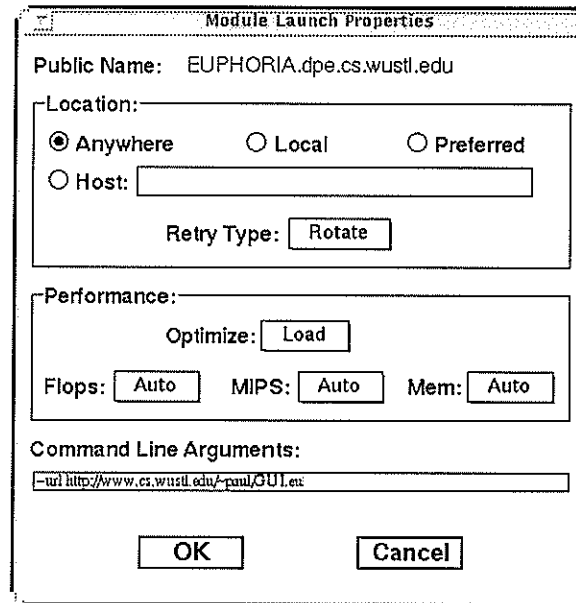 Module Launch Properties
Public Name: EUPHORIA.dpe.cs.wustl.edu
Location:
Anywhere Local Preferred
Host:
Retry Type: Rotate
Performance:
Optimize: Load
Flops: Auto MIPS: Auto Mem: Auto
Command Line Arguments:
-url http://www.cs.wustl.edu/~paul/GUI.eu
OK Cancel